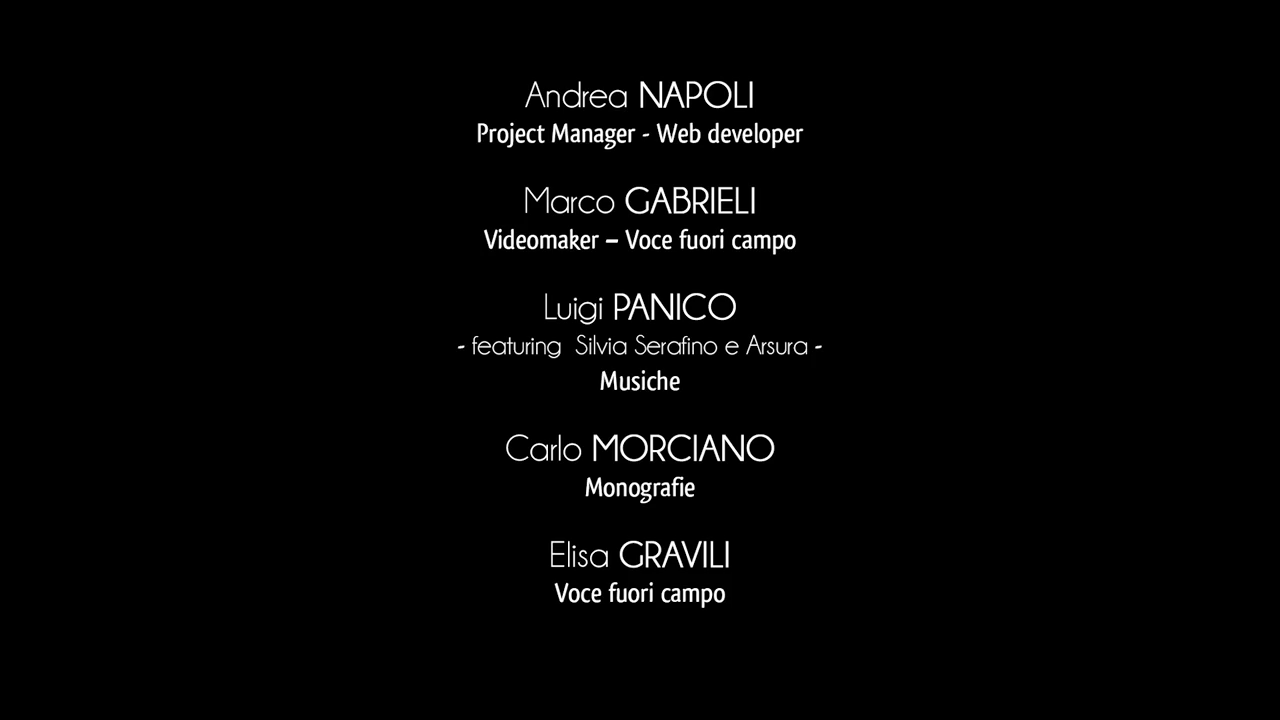 Andrea NAPOLI
Project Manager - Web developer
Marco GABRIELI
Videomaker – Voce fuori campo
Luigi PANICO
- featuring  Silvia Serafino e Arsura -
Musiche
Carlo MORCIANO
Monografie
Elisa GRAVILI
Voce fuori campo